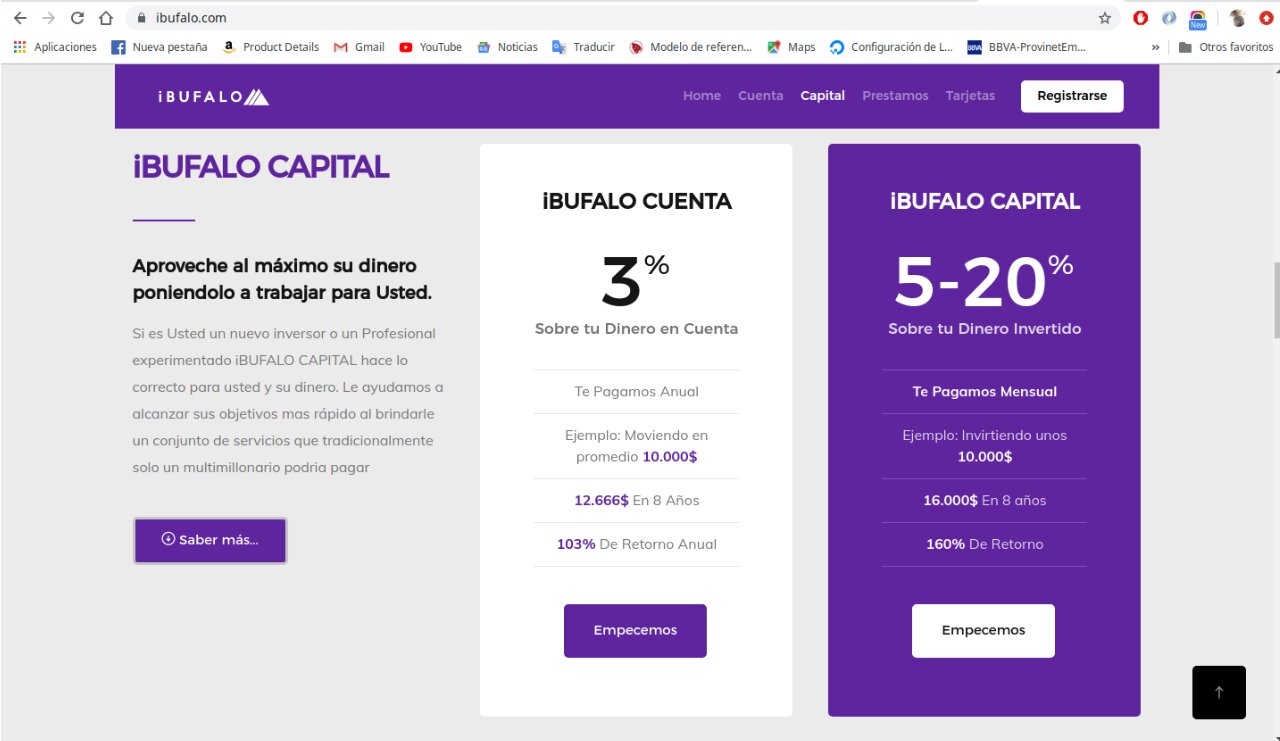 ibufalo.com
New
Aplicaciones
Nueva pestaña
Product Details
Gmail
YouTube
Noticias
Traducir
Modelo de referen...
Maps
Configuración de L...
BBVA
BBVA-ProvinetEm...
»
Otros favoritos
iBUFALO
Home
Cuenta
Capital
Prestamos
Tarjetas
Registrarse
iBUFALO CAPITAL
Aproveche al máximo su dinero
poniendolo a trabajar para Usted.
Si es Usted un nuevo inversor o un Profesional
experimentado iBUFALO CAPITAL hace lo
correcto para usted y su dinero. Le ayudamos a
alcanzar sus objetivos mas rápido al brindarle
un conjunto de servicios que tradicionalmente
solo un multimillonario podria pagar
Saber más...
iBUFALO CUENTA
3%
Sobre tu Dinero en Cuenta
Te Pagamos Anual
Ejemplo: Moviendo en
promedio 10.000$
12.666$ En 8 Años
103% De Retorno Anual
Empecemos
iBUFALO CAPITAL
5-20%
Sobre tu Dinero Invertido
Te Pagamos Mensual
Ejemplo: Invirtiendo unos
10.000$
16.000$ En 8 años
160% De Retorno
Empecemos